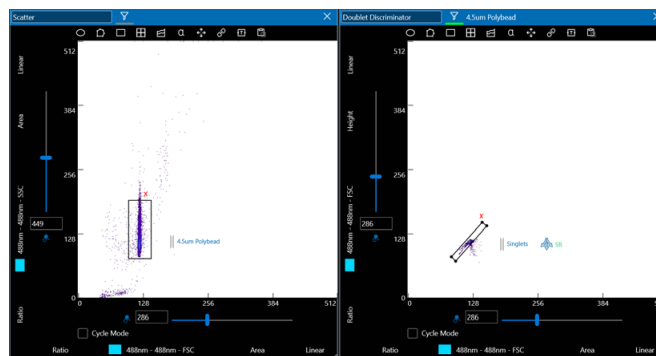 Scatter
Doublet Discriminator
4.5um Polybead
512
384
256
128
0
Linear
Area
488nm - 488nm - SSC
449
Ratio
X
4.5um Polybead
128
256
384
512
286
Cycle Mode
Ratio
488nm - 488nm - FSC
Area
Linear
512
384
256
128
0
Linear
Height
488nm - 488nm - FSC
286
Ratio
X
Singlets
128
256
384
512
286
Cycle Mode
Ratio
488nm - 488nm - FSC
Area
Linear